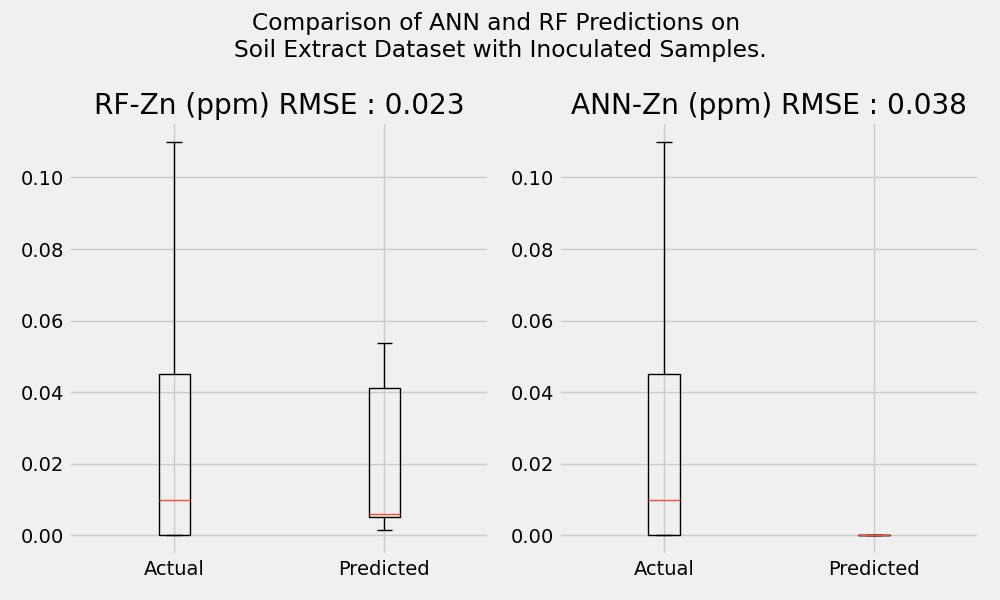 Comparison of ANN and RF Predictions on
Soil Extract Dataset with Inoculated Samples.
RF-Zn (ppm) RMSE : 0.023
0.10
0.08
0.06
0.04
0.02
0.00
Actual
Predicted
ANN-Zn (ppm) RMSE : 0.038
0.10
0.08
0.06
0.04
0.02
0.00
Actual
Predicted